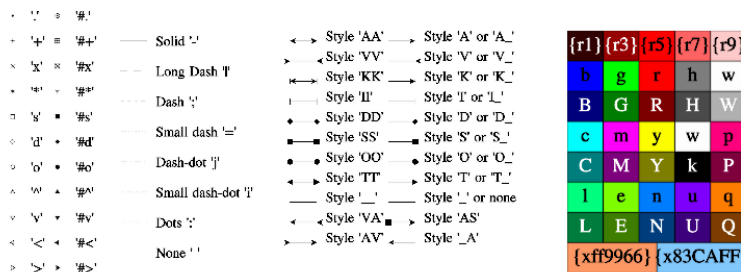 '.' '#.'
'+' '#+'
'x' '#x'
'*' '#*'
's' '#s'
'd' '#d'
'o' '#o'
'^' '#^'
'v' '#v'
'<' '#<'
'>' '#>'
Solid '-'
Long Dash '|'
Dash ';'
Small dash '='
Dash-dot 'j'
Small dash-dot 'i'
Dots ':'
None ' '
Style 'AA' Style 'A' or 'A_'
Style 'VV' Style 'V' or 'V_'
Style 'KK' Style 'K' or 'K_'
Style 'II' Style 'I' or 'I_'
Style 'DD' Style 'D' or 'D_'
Style 'SS' Style 'S' or 'S_'
Style 'OO' Style 'O' or 'O_'
Style 'TT' Style 'T' or 'T_'
Style '__' Style '_' or none
Style 'VA' Style 'AS'
Style 'AV' Style '_A'
{r1} {r3} {r5} {r7} {r9}
b g r h w
B G R H W
c m y w p
C M Y k P
l e n u q
L E N U Q
{xff9966} {x83CAFF}